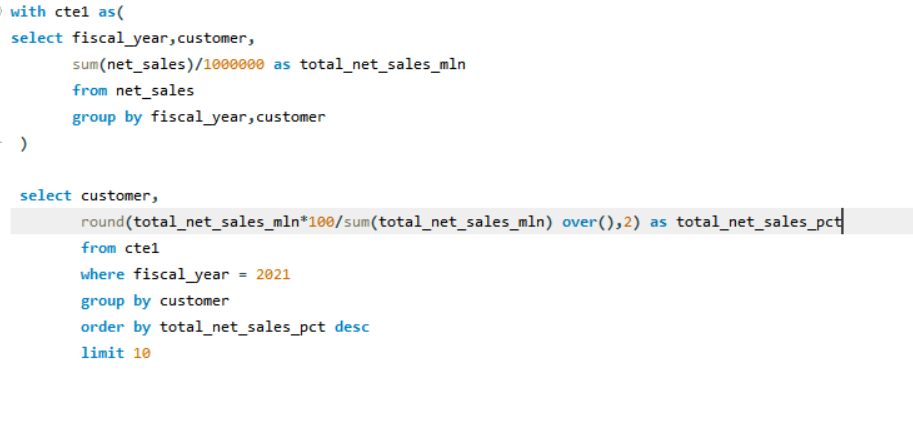 with cte1 as(
select fiscal_year,customer,
sum(net_sales)/1000000 as total_net_sales_mln
from net_sales
group by fiscal_year,customer
)
select customer,
round(total_net_sales_mln*100/sum(total_net_sales_mln) over(),2) as total_net_sales_pct
from cte1
where fiscal_year = 2021
group by customer
order by total_net_sales_pct desc
limit 10